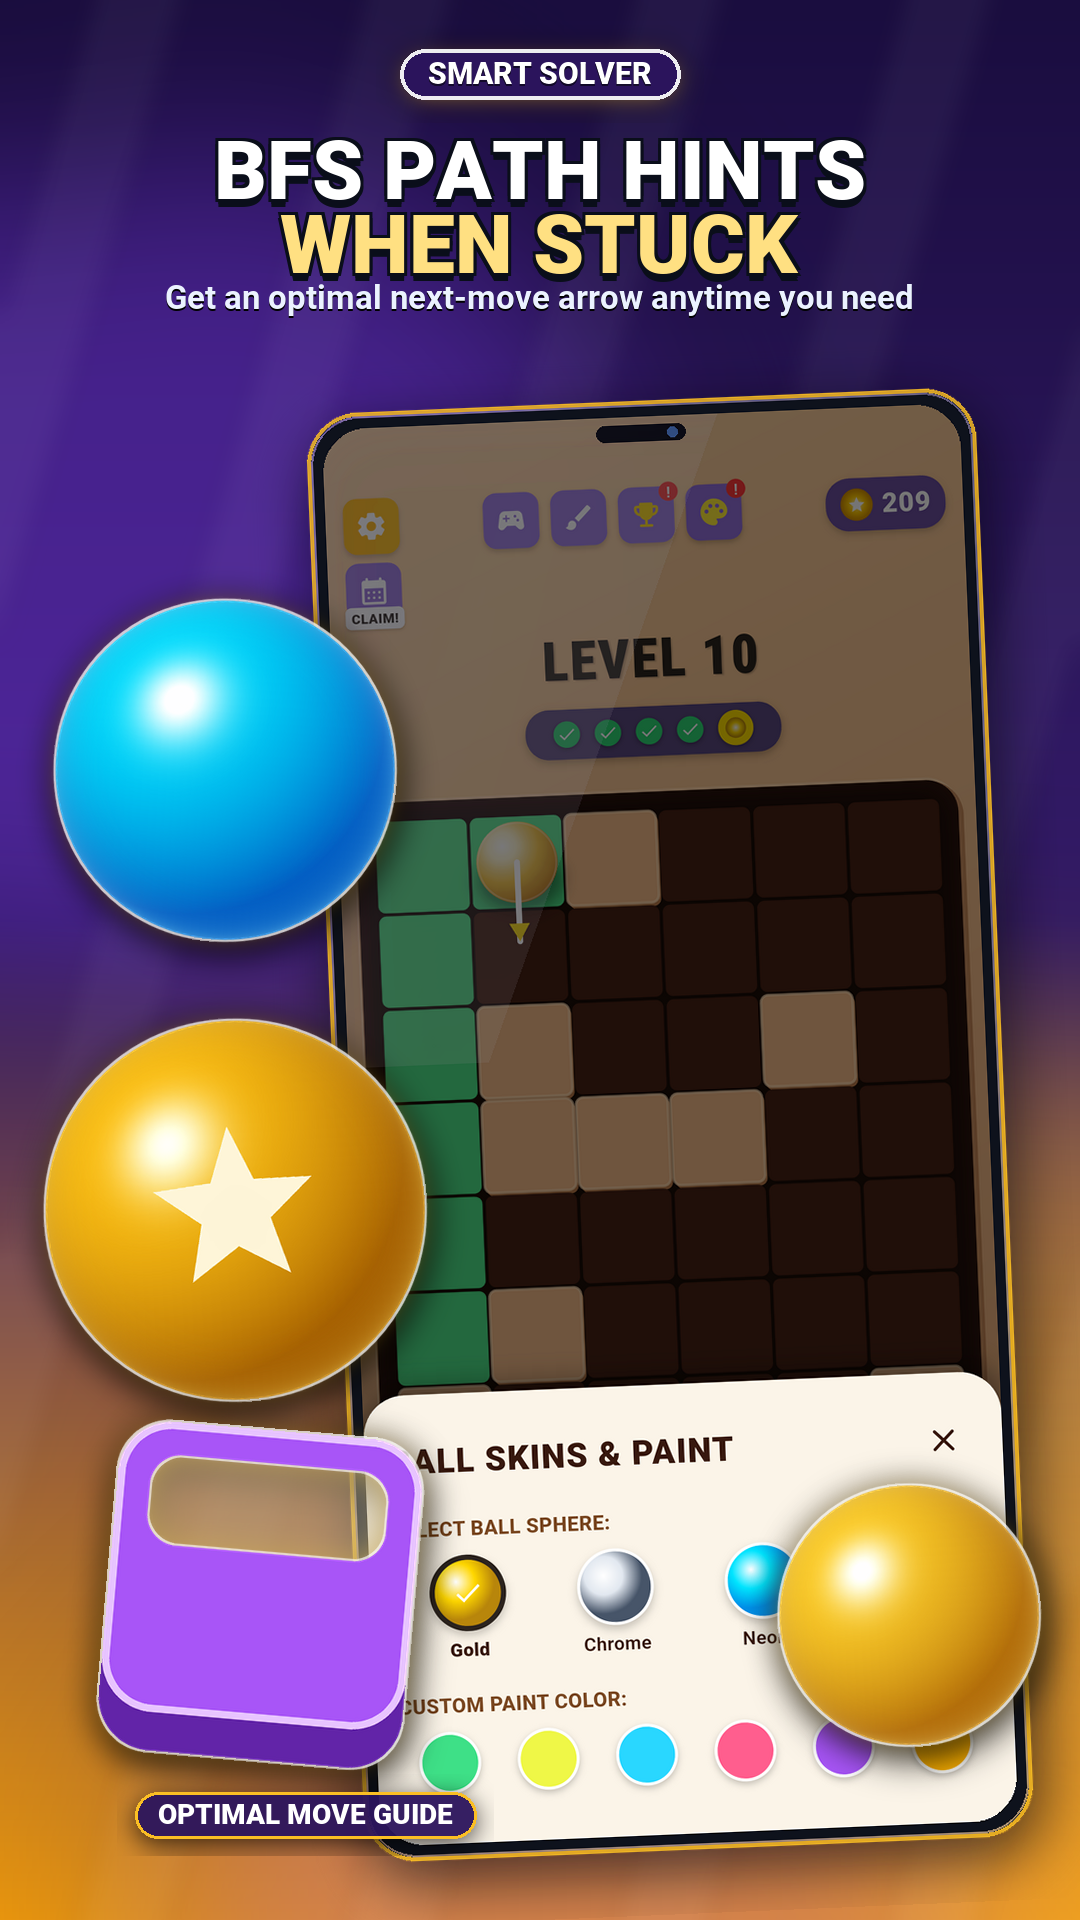 SMART SOLVER
BFS PATH HINTS
WHEN STUCK
Get an optimal next-move arrow anytime you need
209
CLAIM!
LEVEL 10
ALL SKINS & PAINT
LECT BALL SPHERE:
Gold
Chrome
Neo
CUSTOM PAINT COLOR:
OPTIMAL MOVE GUIDE